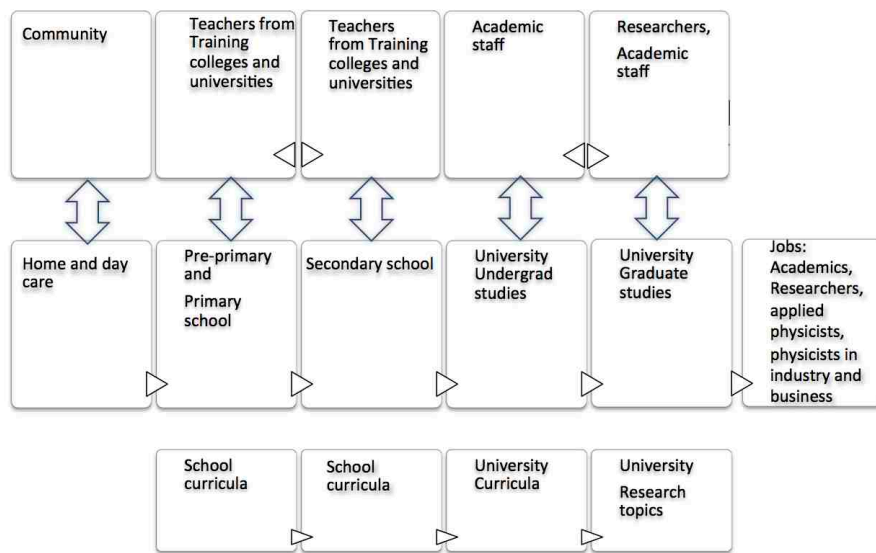 Community
Teachers from
Training
colleges and
universities
Teachers
from Training
colleges and
universities
Academic
staff
Researchers,
Academic
staff
Home and day
care
Pre-primary
and
Primary
school
Secondary school
University
Undergrad
studies
University
Graduate
studies
Jobs:
Academics,
Researchers,
applied
physicists,
physicists in
industry and
business
School
curricula
School
curricula
University
Curricula
University
Research
topics